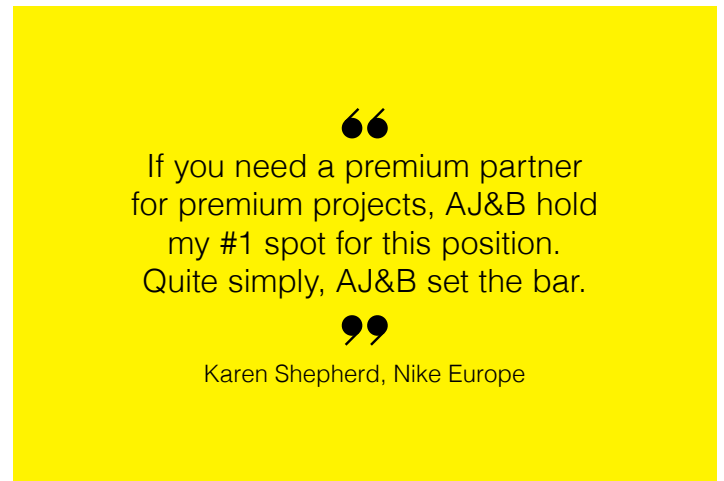 “
If you need a premium partner
for premium projects, AJ&B hold
my #1 spot for this position.
Quite simply, AJ&B set the bar.
”
Karen Shepherd, Nike Europe